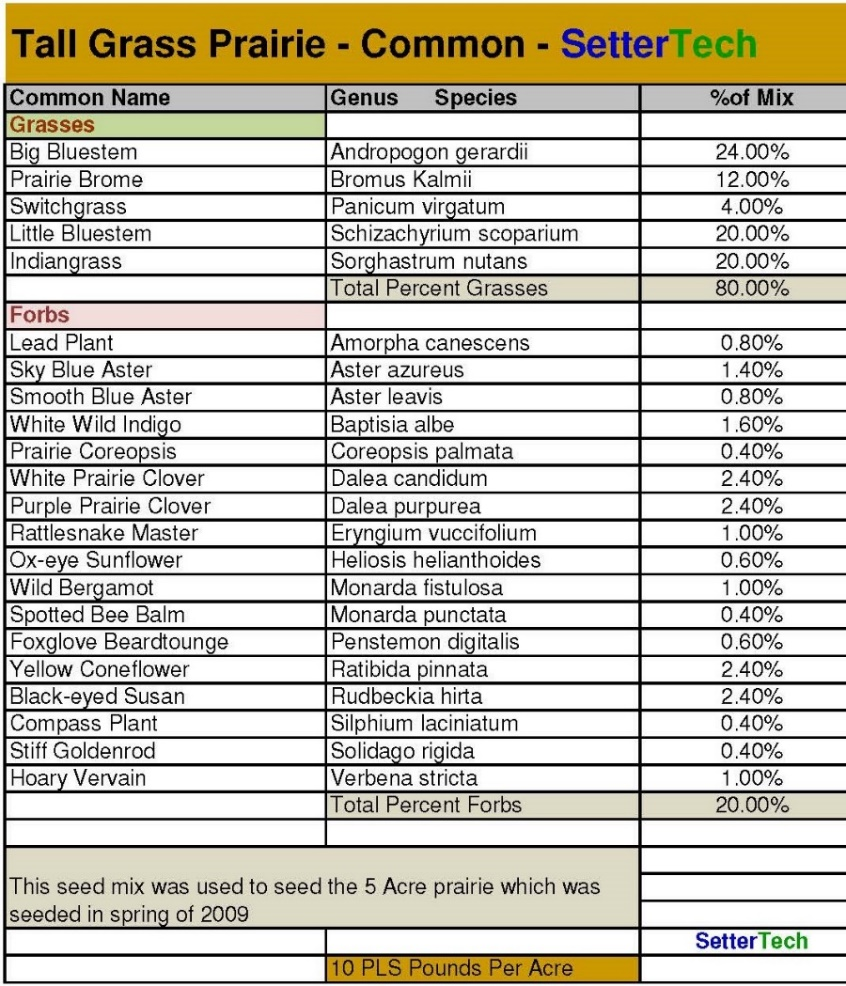 Tall Grass Prairie - Common - SetterTech
Common Name Genus Species %of Mix
Grasses
Big Bluestem Andropogon gerardii 24.00%
Prairie Brome Bromus Kalmii 12.00%
Switchgrass Panicum virgatum 4.00%
Little Bluestem Schizachyrium scoparium 20.00%
Indiangrass Sorghastrum nutans 20.00%
Total Percent Grasses 80.00%
Forbs
Lead Plant Amorpha canescens 0.80%
Sky Blue Aster Aster azureus 1.40%
Smooth Blue Aster Aster leavis 0.80%
White Wild Indigo Baptisia albe 1.60%
Prairie Coreopsis Coreopsis palmata 0.40%
White Prairie Clover Dalea candidum 2.40%
Purple Prairie Clover Dalea purpurea 2.40%
Rattlesnake Master Eryngium vuccifolium 1.00%
Ox-eye Sunflower Heliosis helianthoides 0.60%
Wild Bergamot Monarda fistulosa 1.00%
Spotted Bee Balm Monarda punctata 0.40%
Foxglove Beardtounge Penstemon digitalis 0.60%
Yellow Coneflower Ratibida pinnata 2.40%
Black-eyed Susan Rudbeckia hirta 2.40%
Compass Plant Silphium laciniatum 0.40%
Stiff Goldenrod Solidago rigida 0.40%
Hoary Vervain Verbena stricta 1.00%
Total Percent Forbs 20.00%
This seed mix was used to seed the 5 Acre prairie which was
seeded in spring of 2009
SetterTech
10 PLS Pounds Per Acre